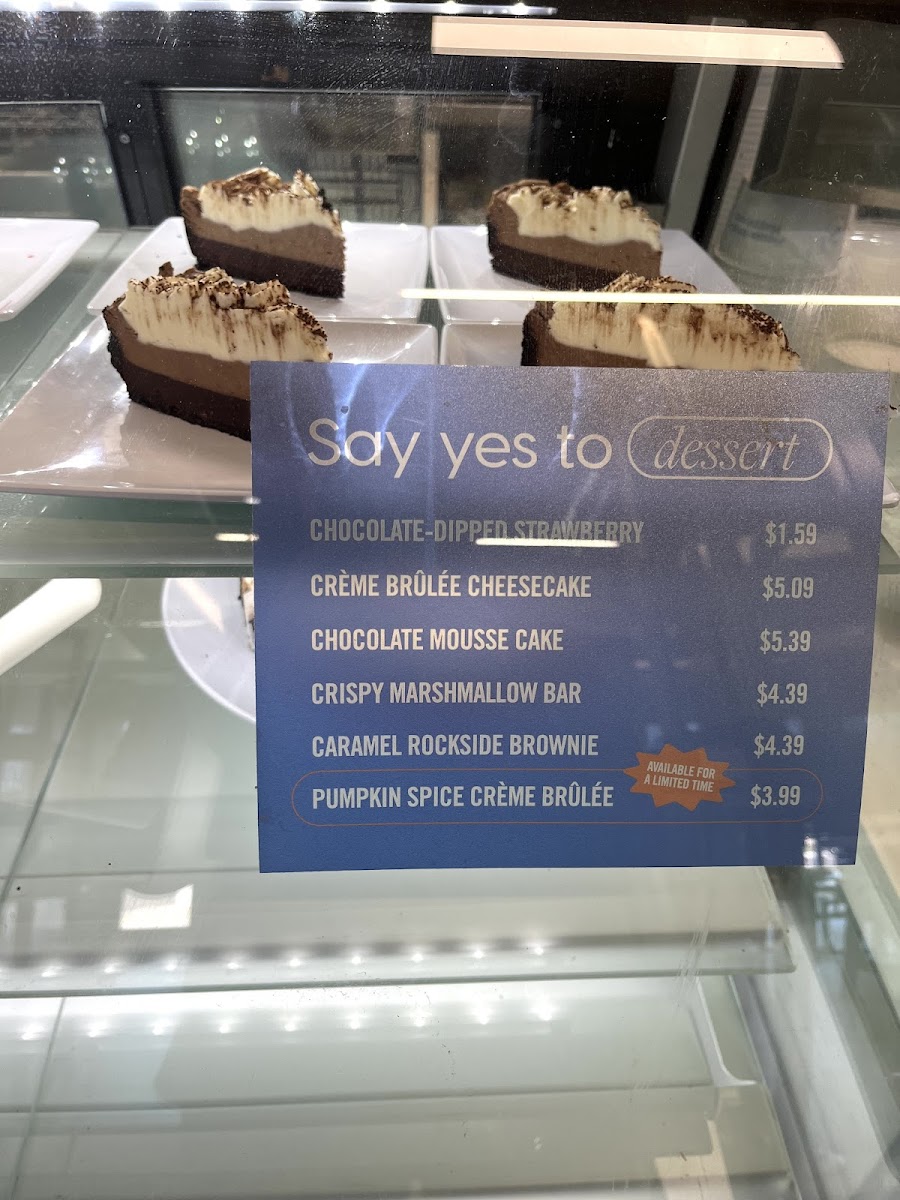 Say yes to dessert
CHOCOLATE-DIPPED STRAWBERRY $1.59
CRÈME BRÛLÉE CHEESECAKE $5.09
CHOCOLATE MOUSSE CAKE $5.39
CRISPY MARSHMALLOW BAR $4.39
CARAMEL ROCKSIDE BROWNIE $4.39
AVAILABLE FOR
A LIMITED TIME
PUMPKIN SPICE CRÈME BRÛLÉE $3.99